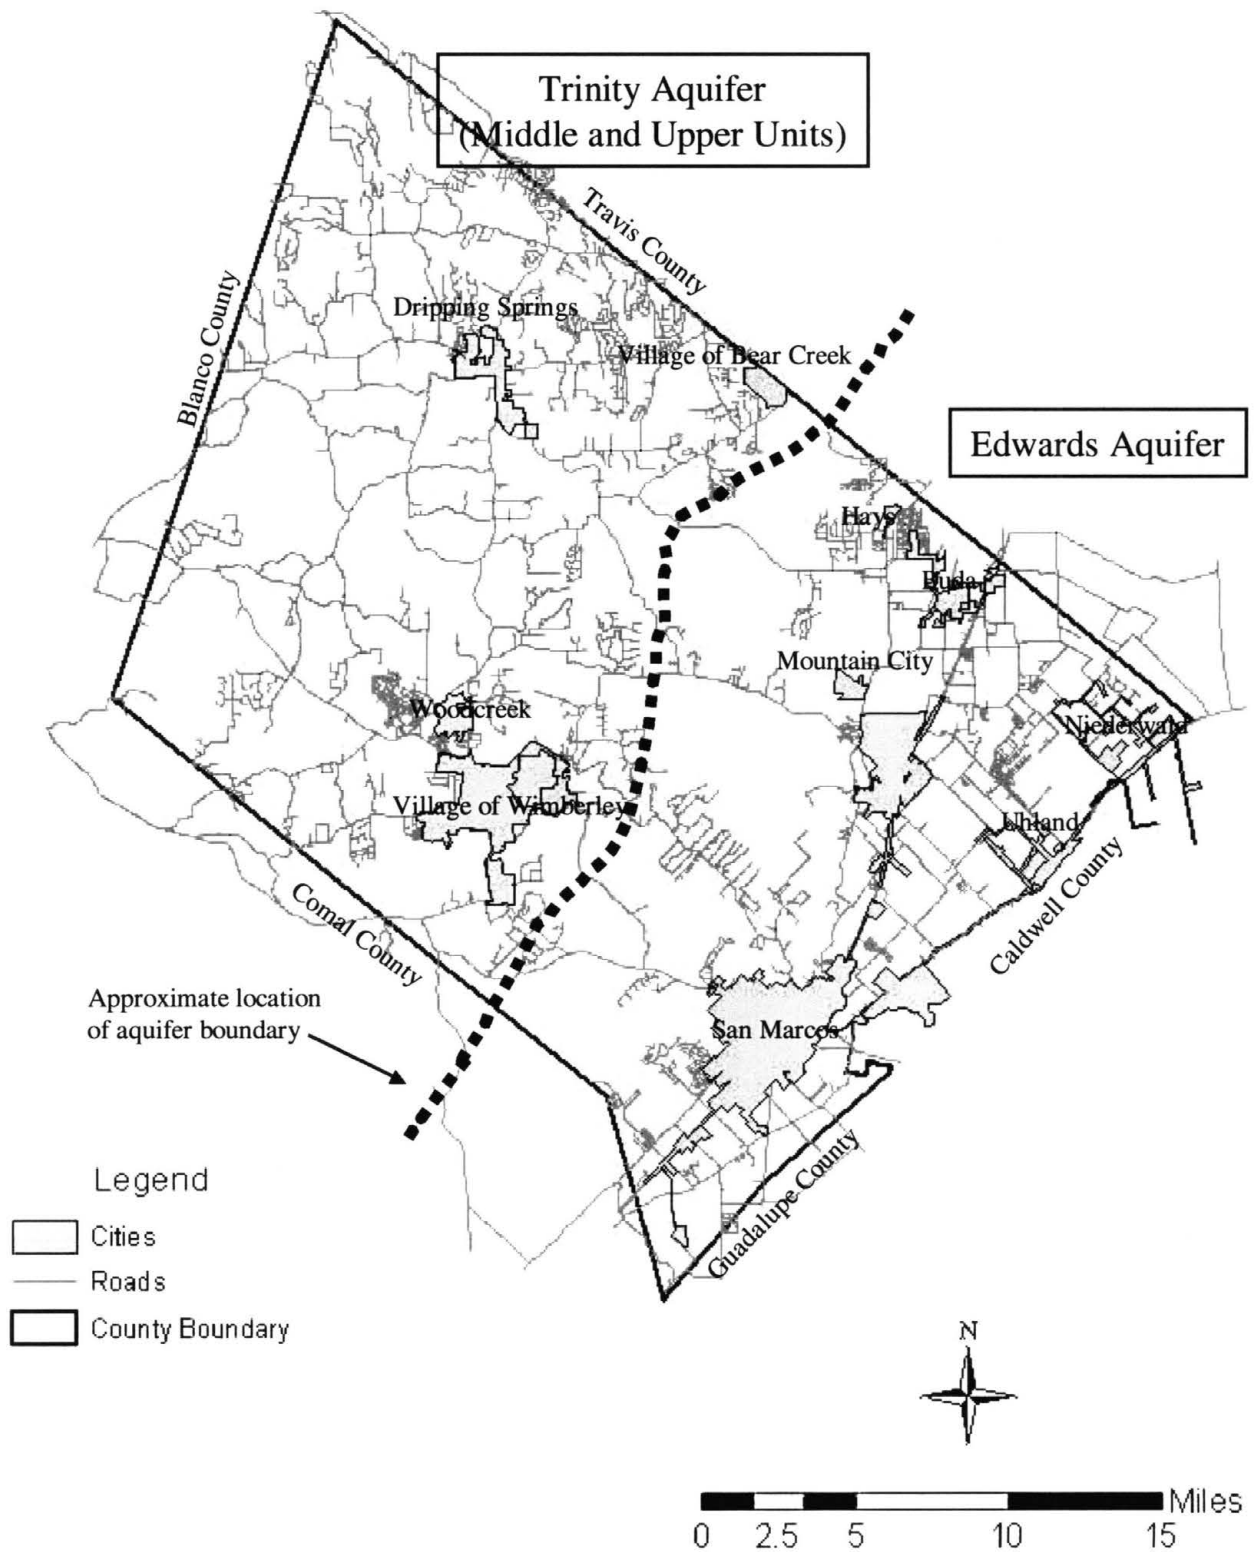 Trinity Aquifer
(Middle and Upper Units)
Travis County
Blanco County
Dripping Springs
Village of Bear Creek
Edwards Aquifer
Hays
Buda
Mountain City
Woodcreek
Niederwald
Village of Wimberley
Uhland
Caldwell County
Comal County
Approximate location
of aquifer boundary
San Marcos
Guadalupe County
Legend
Cities
Roads
County Boundary
N
Miles
0 2.5 5 10 15